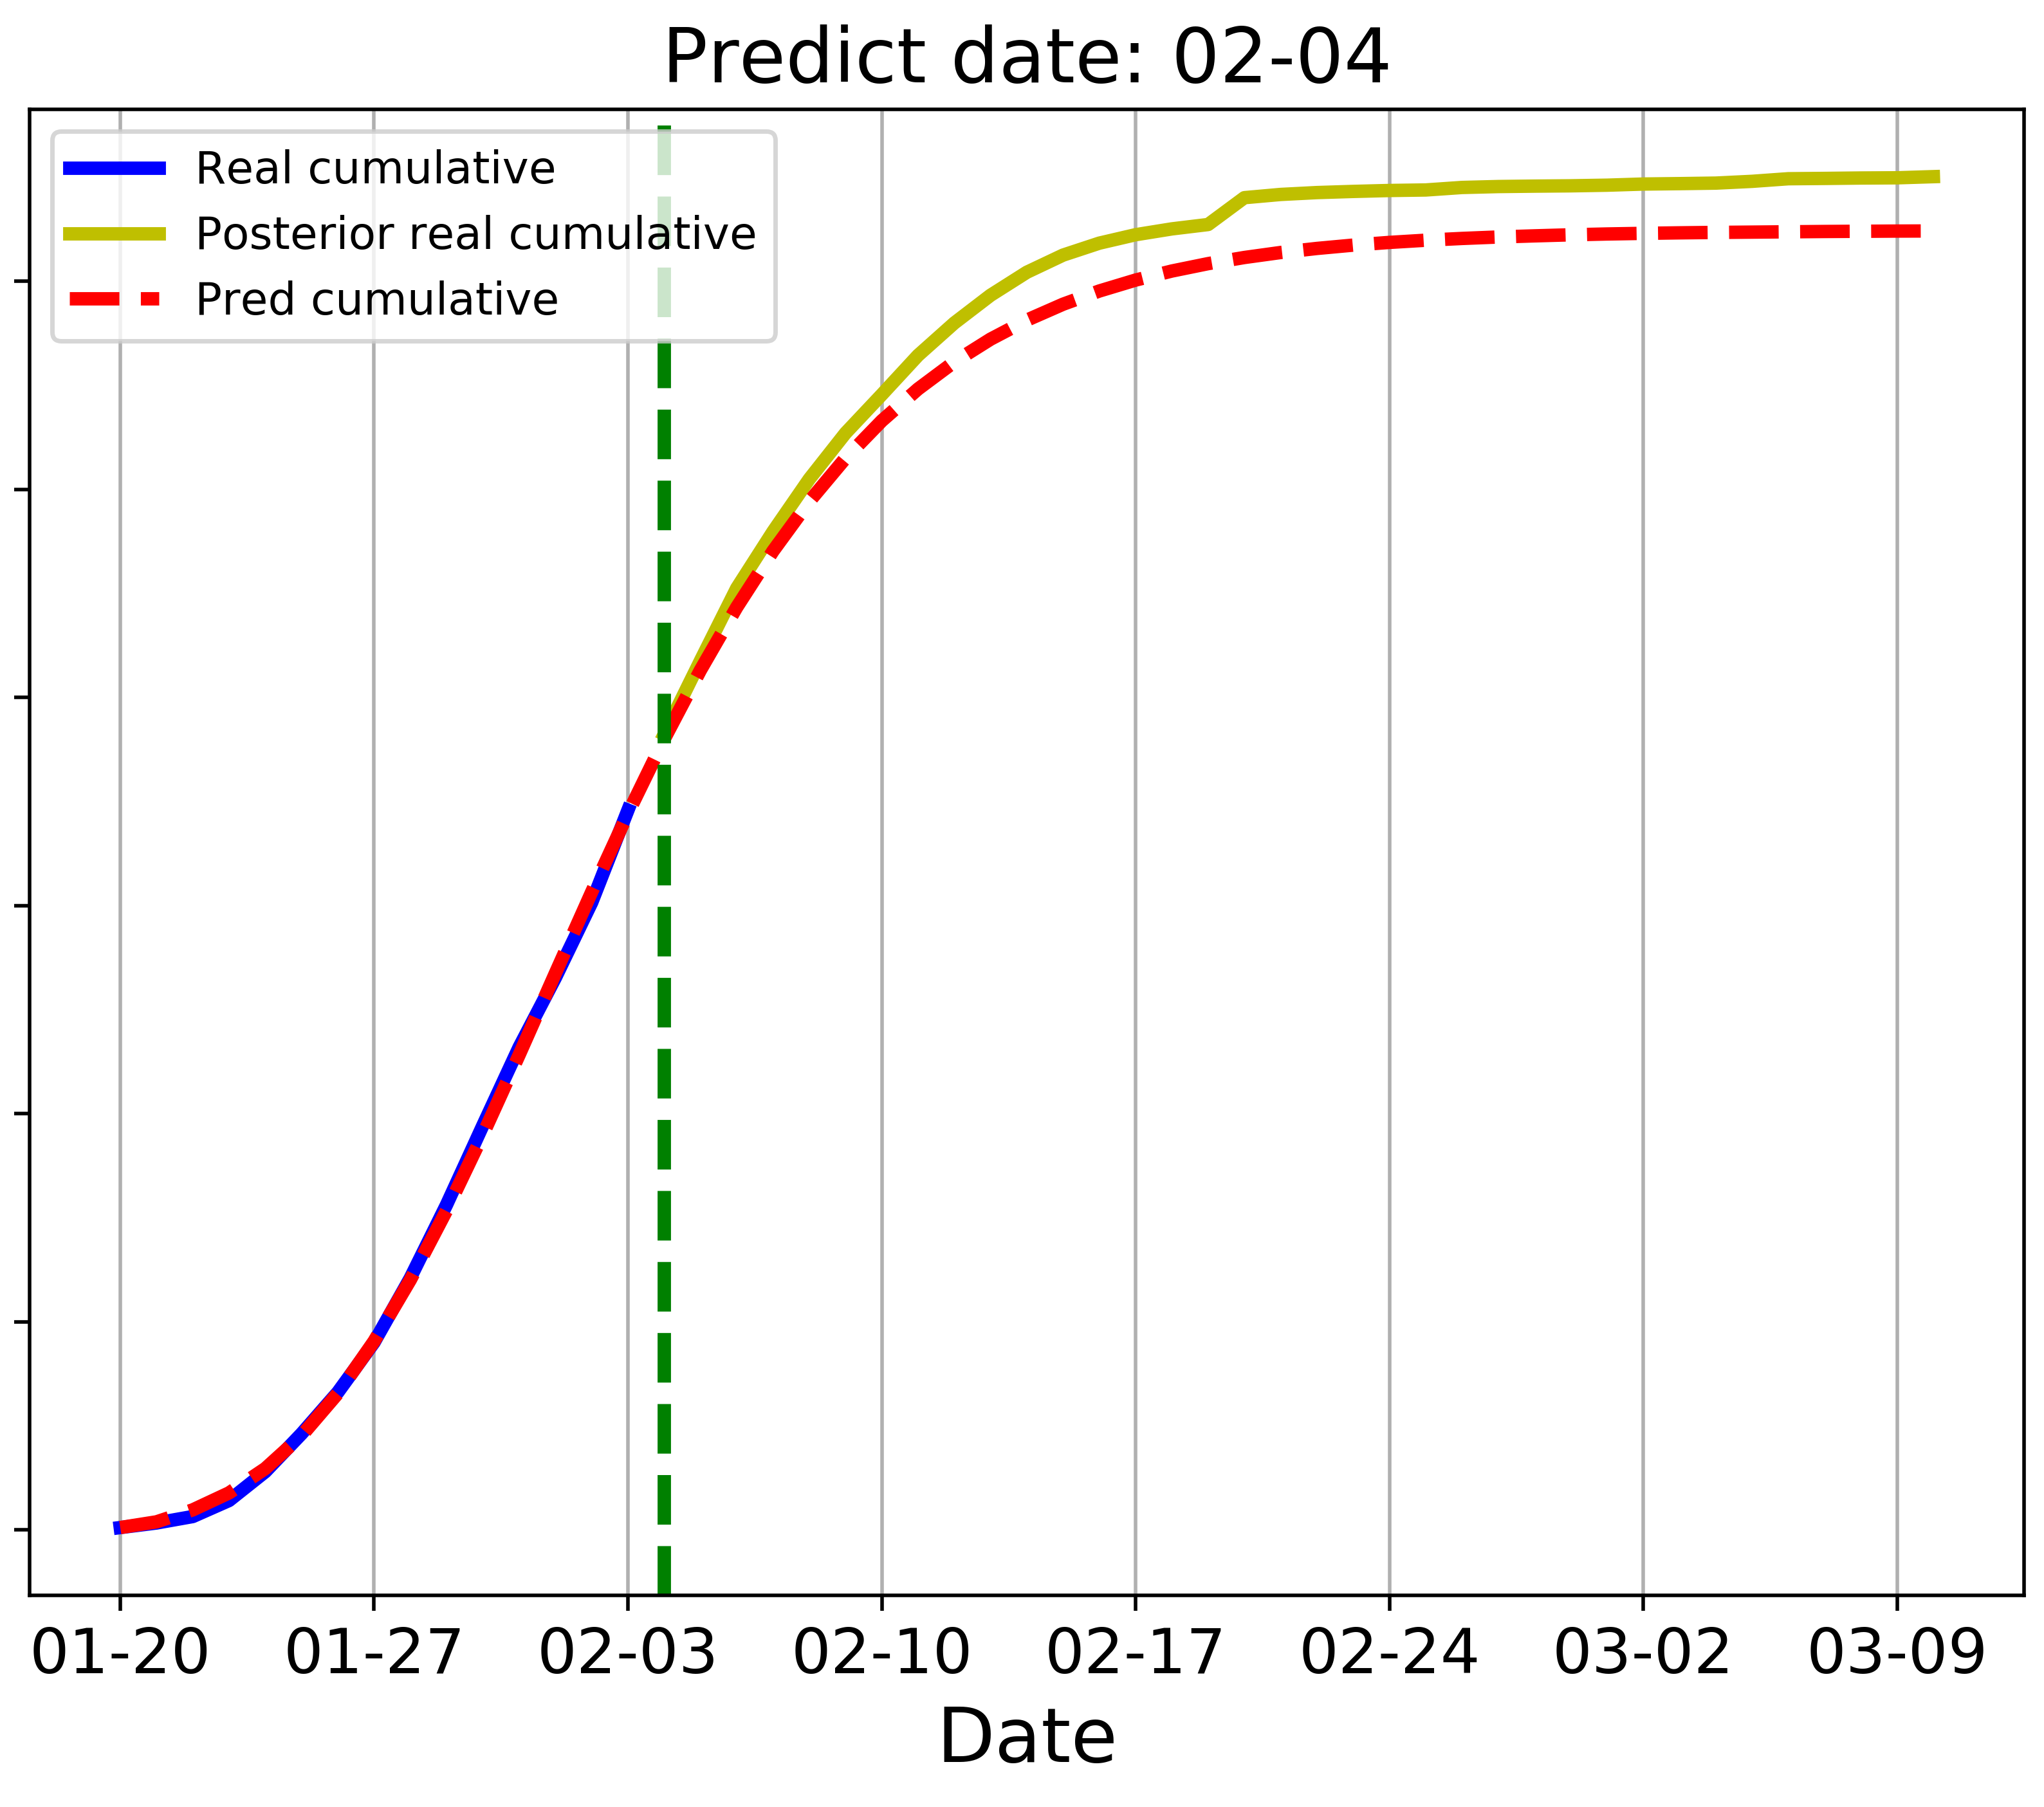 Predict date: 02-04
Real cumulative
Posterior real cumulative
Pred cumulative
01-20 01-27 02-03 02-10 02-17 02-24 03-02 03-09
Date